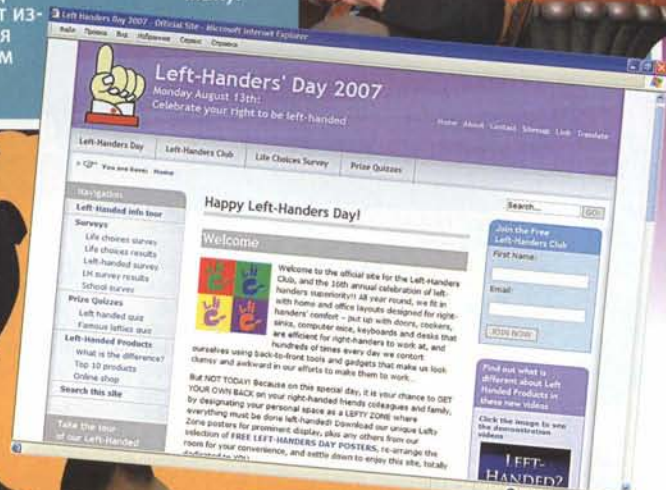 Т ИЗ-
Я
М
Left Handers Day 2007 - Official Site - Microsoft Internet Explorer
Файл Правка Вид Избранное Сервис Справка
Left-Handers' Day 2007
Monday August 13th:
Celebrate your right to be left-handed
Home About Contact Sitemap Link Translate
Left-Handers Day Left-Handers Club Life Choices Survey Prize Quizzes
You are here: Home
Navigation
Left-Handed info tour
Surveys
Life choices survey
Life choices results
Left-handed survey
LH survey results
School survey
Prize Quizzes
Left handed quiz
Famous lefties quiz
Left-Handed Products
What is the difference?
Top 10 products
Online shop
Search this site
Take the tour
of our Left-Handed
Happy Left-Handers Day!
Welcome
Welcome to the official site for the Left-Handers
Club, and the 16th annual celebration of left-
handers superiority!! All year round, we fit in
with home and office layouts designed for right-
handers' comfort – but up with doors, cookers,
sinks, computer mice, keyboards and desks that
are efficient for right-handers to work at, and
hundreds of times every day we contort
ourselves using back-to-front tools and gadgets that make us look
clumsy and awkward in our efforts to make them to work...
But NOT TODAY! Because on this special day, it is your chance to GET
YOUR OWN BACK on your right-handed friends colleagues and family,
by designating your personal space as a LEFTY ZONE where
everything must be done left-handed! Download our unique Lefty
Zone posters for prominent display, plus any others from our
selection of FREE LEFT-HANDERS DAY POSTERS, re-arrange the
room for your convenience, and settle down to enjoy this site, totally
dedicated to YOU
Search... GO!
Join the Free
Left-Handers Club
First Name:
Email:
JOIN NOW
Find out what is
different about Left
Handed Products in
these new videos
Click the image to see
the demonstration
videos
LEFT-
HANDED?